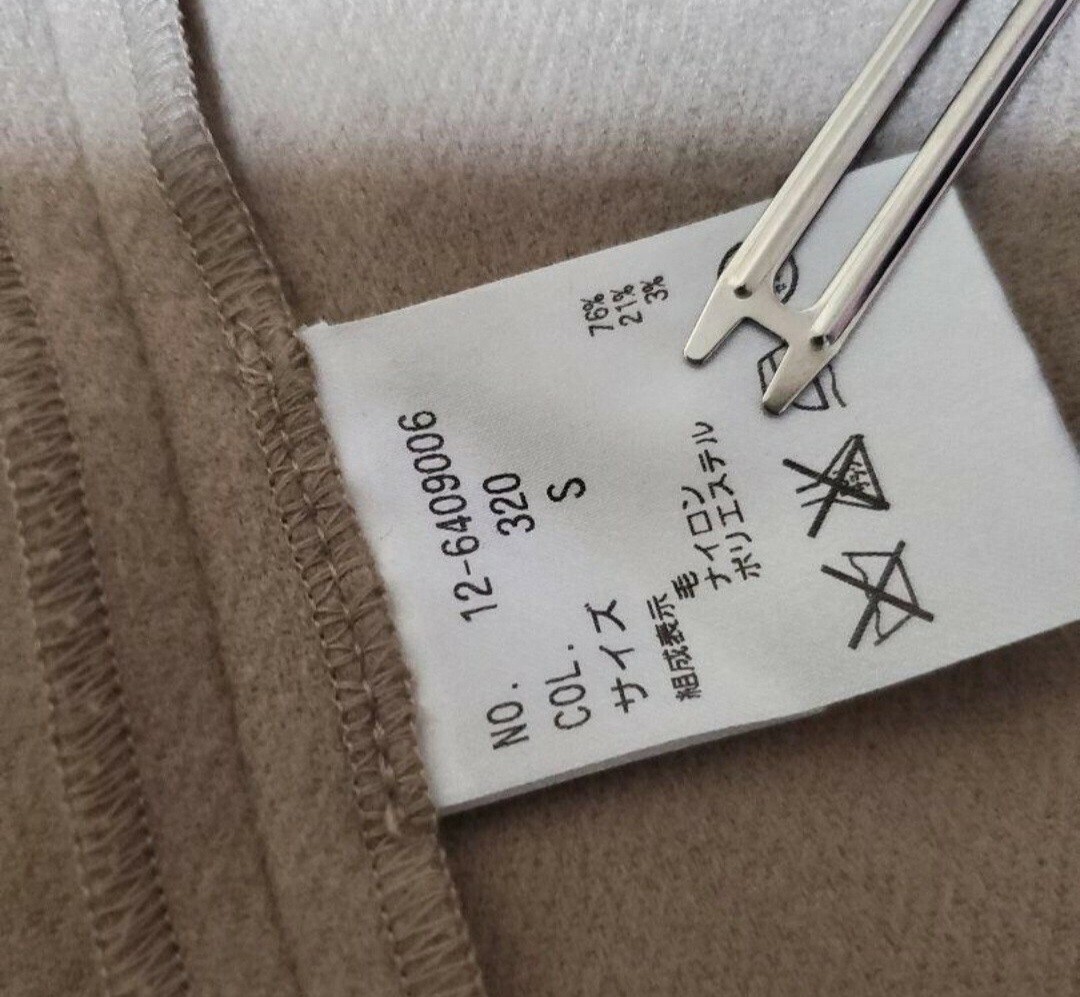 NO. 12-6409006
COL. 320
サイズ S
組成表示
毛 76%
ナイロン 21%
ポリエステル 3%